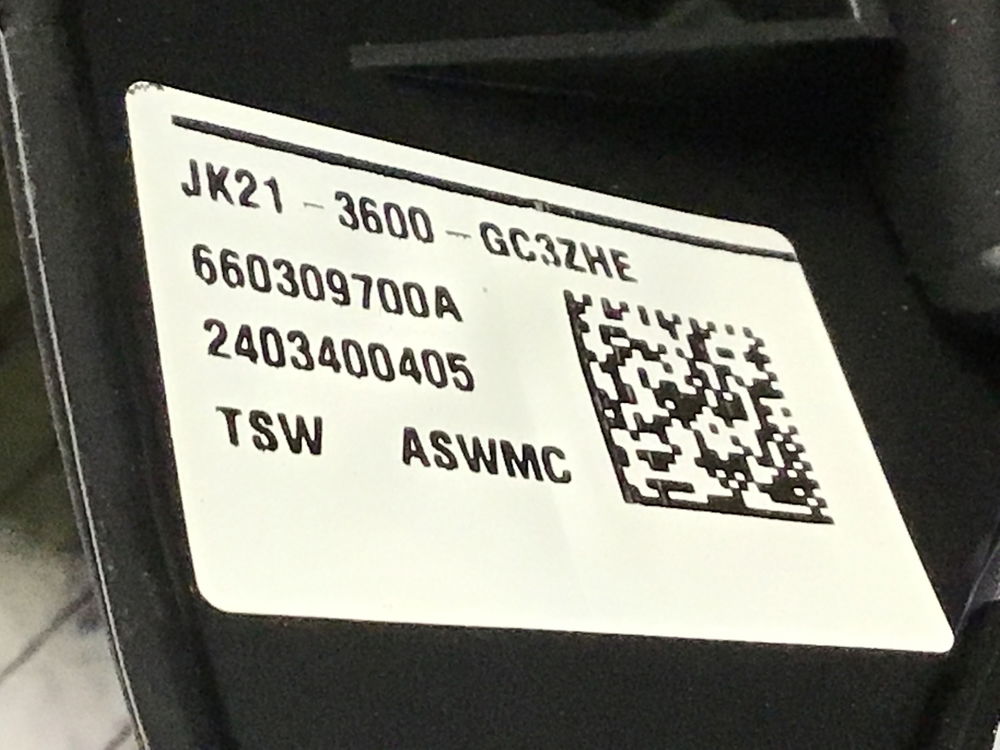 JK21-3600-GC3ZHE
660309700A
2403400405
TSW ASWMC